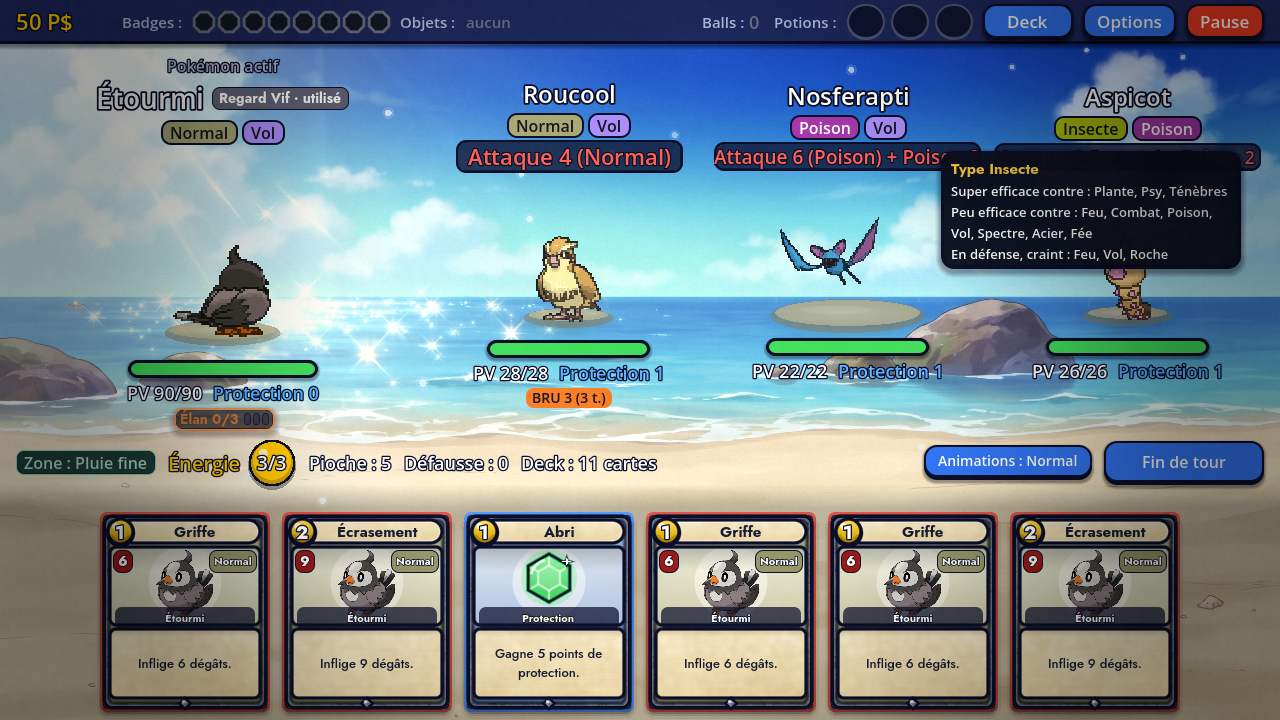 50 P$
Badges :
Objets : aucun
Balls : 0
Potions :
Deck
Options
Pause
Pokémon actif
Étourmi
Regard Vif · utilisé
Normal
Vol
Roucool
Normal
Vol
Attaque 4 (Normal)
Nosferapti
Poison
Vol
Attaque 6 (Poison) + Poison
Aspicot
Insecte
Poison
2
Type Insecte
Super efficace contre : Plante, Psy, Ténèbres
Peu efficace contre : Feu, Combat, Poison,
Vol, Spectre, Acier, Fée
En défense, craint : Feu, Vol, Roche
PV 90/90 Protection 0
Élan 0/3
PV 28/28 Protection 1
BRU 3 (3 t.)
PV 22/22 Protection 1
PV 26/26 Protection 1
Zone : Pluie fine
Énergie
3/3
Pioche : 5 Défausse : 0 Deck : 11 cartes
Animations : Normal
Fin de tour
1 Griffe
6
Normal
Étourmi
Inflige 6 dégâts.
2 Écrasement
9
Normal
Étourmi
Inflige 9 dégâts.
1 Abri
Protection
Gagne 5 points de
protection.
1 Griffe
6
Normal
Étourmi
Inflige 6 dégâts.
1 Griffe
6
Normal
Étourmi
Inflige 6 dégâts.
2 Écrasement
9
Normal
Étourmi
Inflige 9 dégâts.